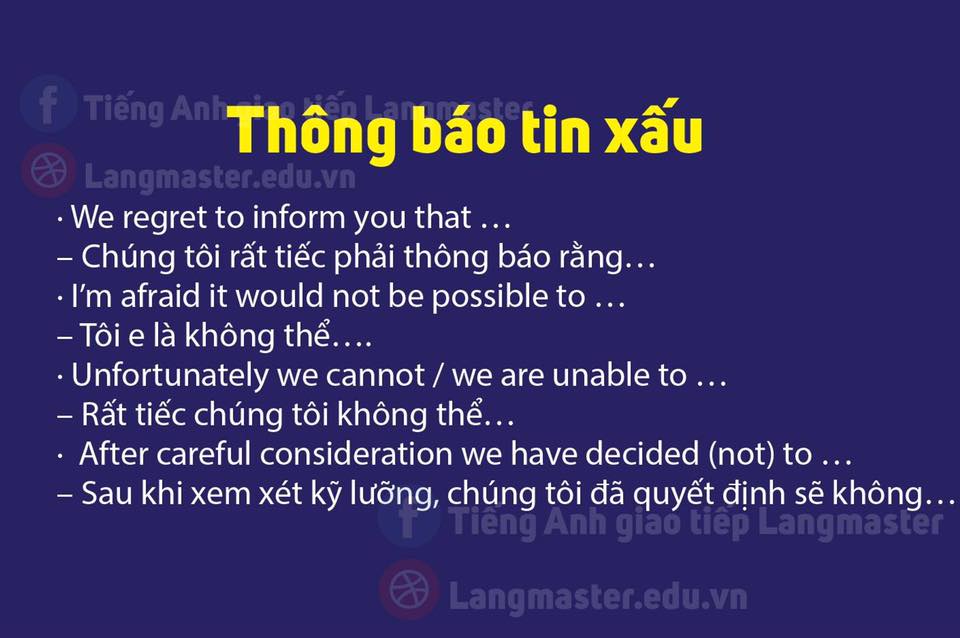 Tiếng Anh giao tiếp Langmaster
Thông báo tin xấu
Langmaster.edu.vn
· We regret to inform you that …
– Chúng tôi rất tiếc phải thông báo rằng…
· I’m afraid it would not be possible to …
– Tôi e là không thể….
· Unfortunately we cannot / we are unable to …
– Rất tiếc chúng tôi không thể…
· After careful consideration we have decided (not) to …
– Sau khi xem xét kỹ lưỡng, chúng tôi đã quyết định sẽ không…
Tiếng Anh giao tiếp Langmaster
Langmaster.edu.vn